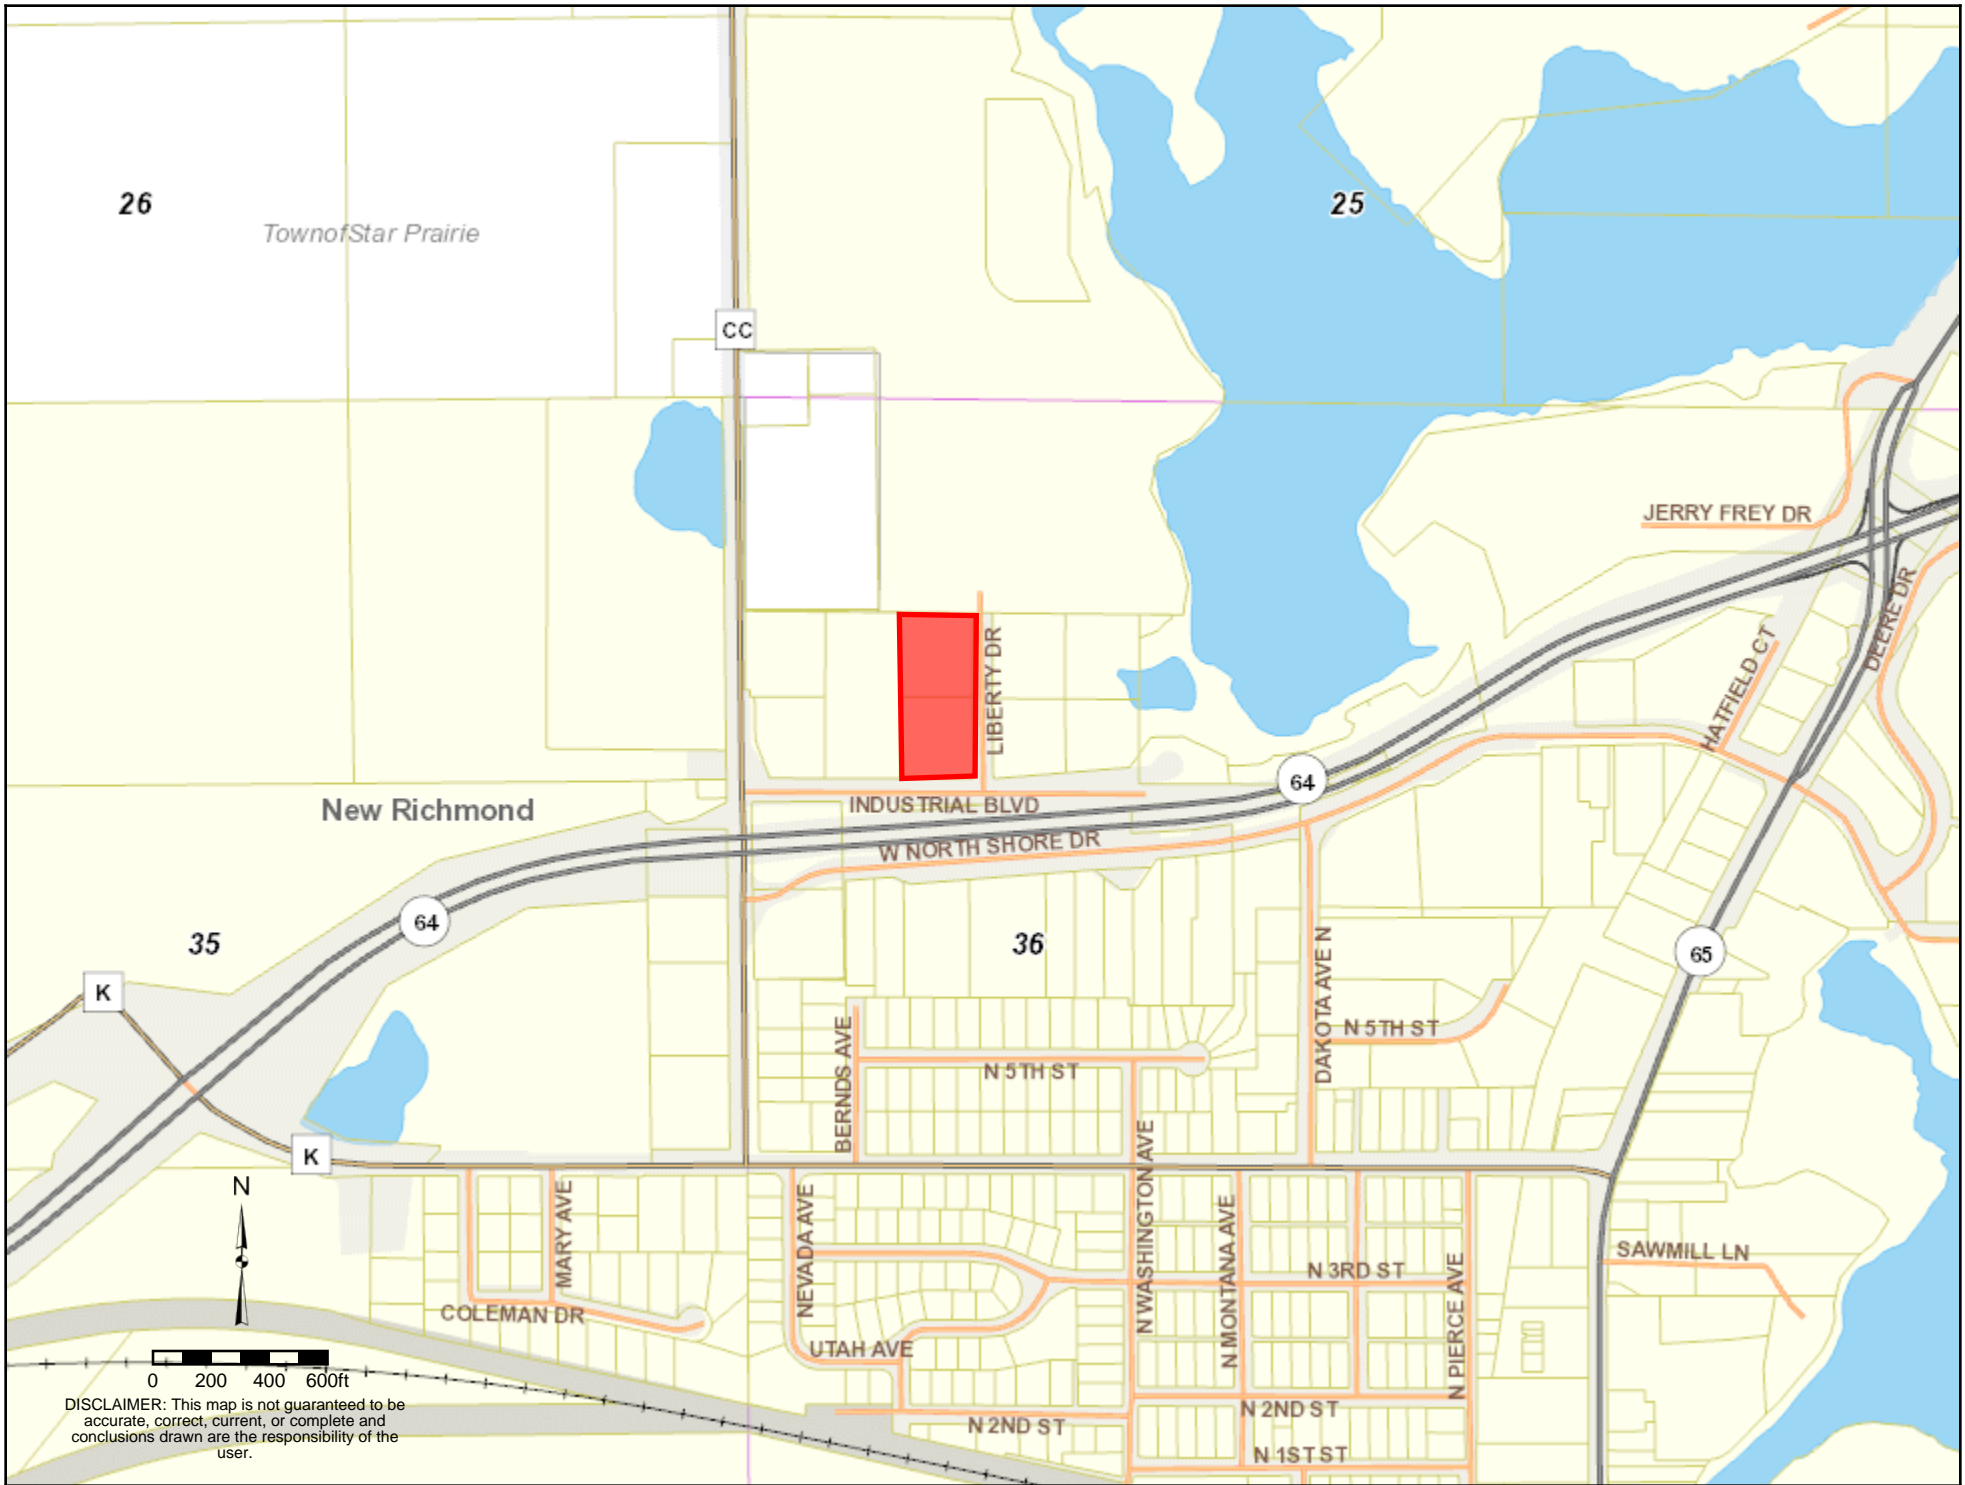 26
TownofStar Prairie
25
CC
JERRY FREY DR
DEERE DR
HATFIELD CT
LIBERTY DR
64
INDUSTRIAL BLVD
New Richmond
W NORTH SHORE DR
64
35
36
65
K
DAKOTA AVE N
N 5TH ST
BERNDS AVE
N 5TH ST
K
N
MARY AVE
NEVADA AVE
N WASHINGTON AVE
N MONTANA AVE
N PIERCE AVE
SAWMILL LN
N 3RD ST
COLEMAN DR
UTAH AVE
0 200 400 600ft
N 2ND ST
N 2ND ST
N 1ST ST
DISCLAIMER: This map is not guaranteed to be
accurate, correct, current, or complete and
conclusions drawn are the responsibility of the
user.